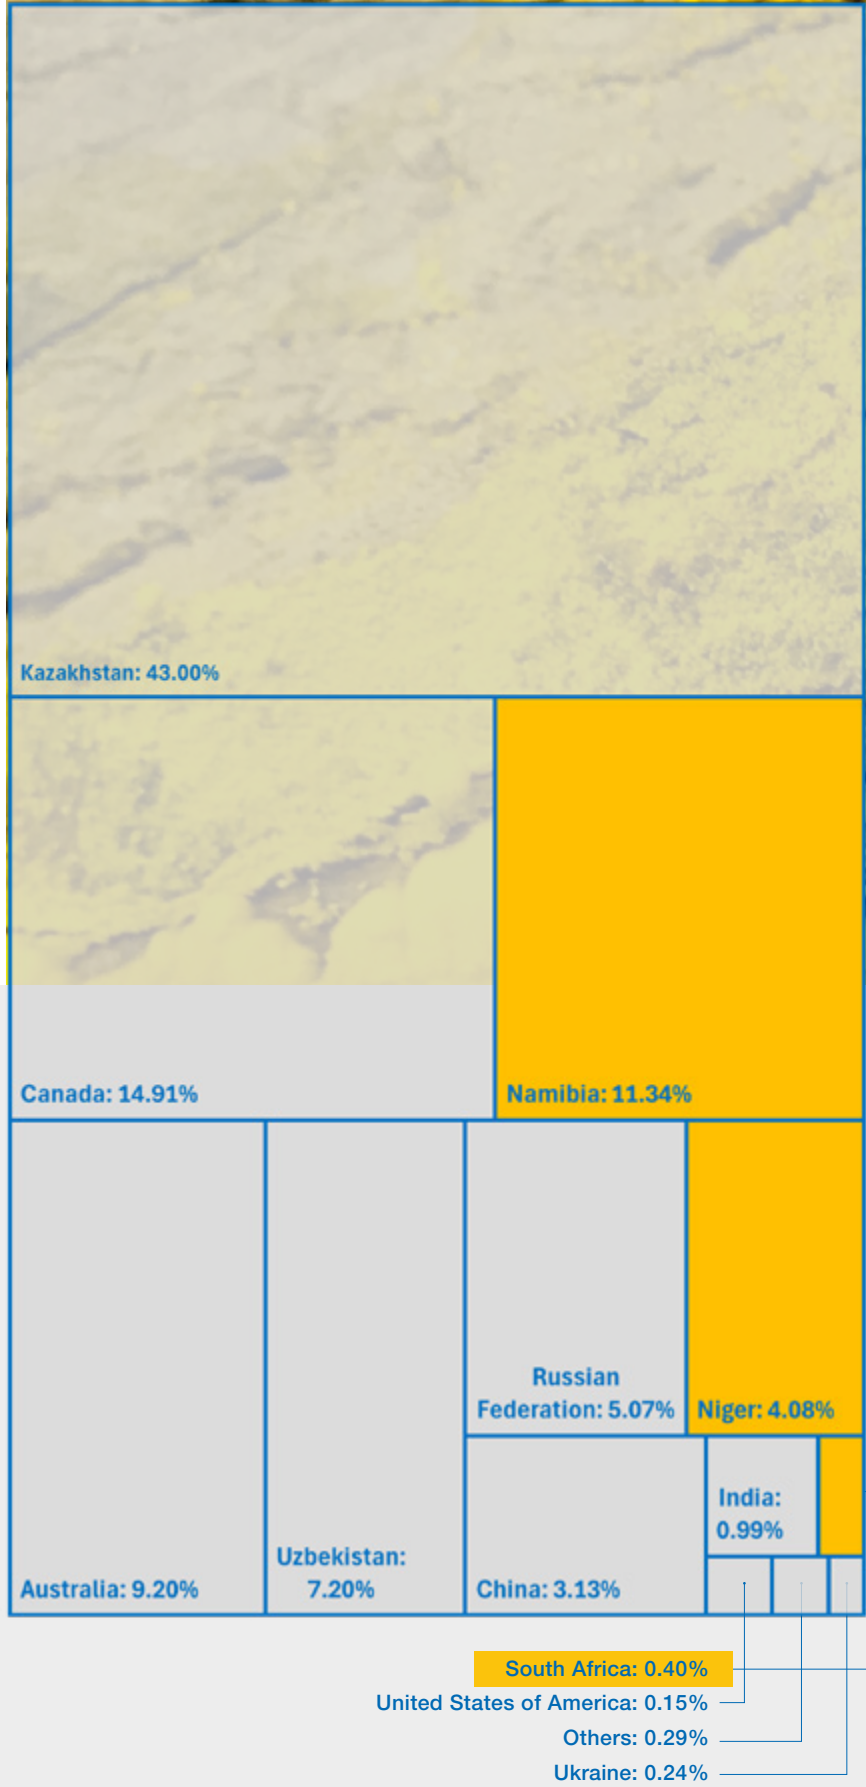 Kazakhstan: 43.00%
Canada: 14.91%
Namibia: 11.34%
Russian
Federation: 5.07%
Niger: 4.08%
India:
0.99%
Uzbekistan:
7.20%
Australia: 9.20%
China: 3.13%
South Africa: 0.40%
United States of America: 0.15%
Others: 0.29%
Ukraine: 0.24%